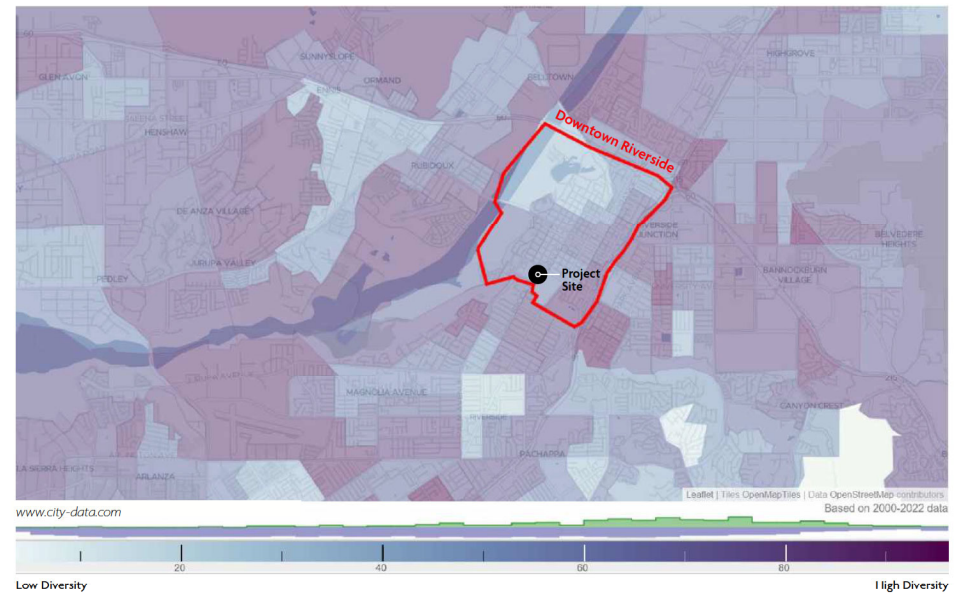 60
SUNNYSLOPE
HIGHGROVE
GLEN AVON
60
ORMAND
BELLTOWN
HENSHAW
Downtown Riverside
RUBIDOUX
DE ANZA VILLAGE
JUNCTION
BELVEDERE
HEIGHTS
JURUPA VALLEY
PEDLEY
Project
Site
BANNOCKBURN
VILLAGE
MAGNOLIA AVENUE
CANYON CREST
RIVERSIDE
PACHAPPA
LA SIERRA HEIGHTS
ARLANZA
Leaflet | Tiles OpenMapTiles | Data OpenStreetMap contributors
www.city-data.com
Based on 2000-2022 data
20
40
60
80
Low Diversity
High Diversity